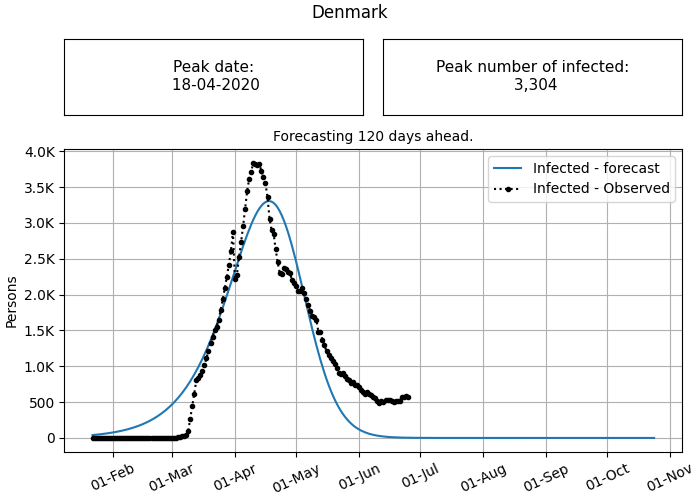 Denmark
Peak date:
18-04-2020
Peak number of infected:
3,304
Forecasting 120 days ahead.
4.0K
3.5K
3.0K
2.5K
2.0K
1.5K
1.0K
500
0
Persons
Infected - forecast
Infected - Observed
01-Feb
01-Mar
01-Apr
01-May
01-Jun
01-Jul
01-Aug
01-Sep
01-Oct
01-Nov